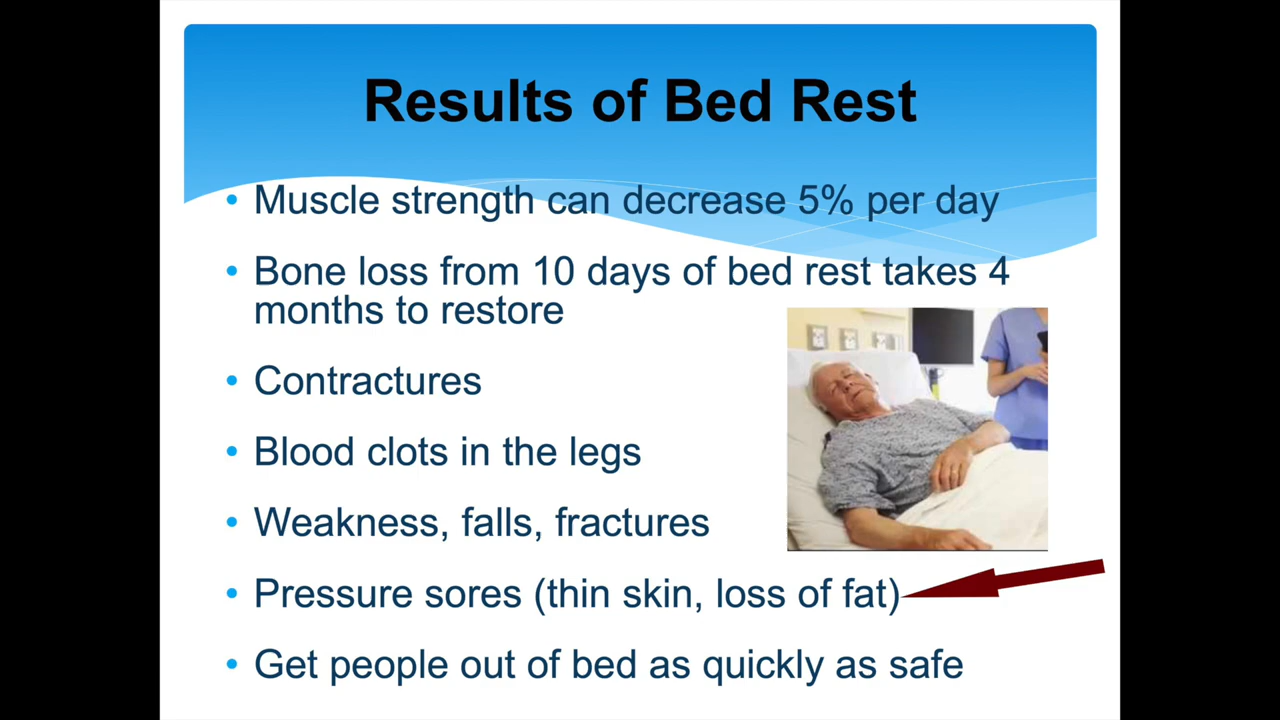 Results of Bed Rest
• Muscle strength can decrease 5% per day
• Bone loss from 10 days of bed rest takes 4
months to restore
• Contractures
• Blood clots in the legs
• Weakness, falls, fractures
• Pressure sores (thin skin, loss of fat)
• Get people out of bed as quickly as safe